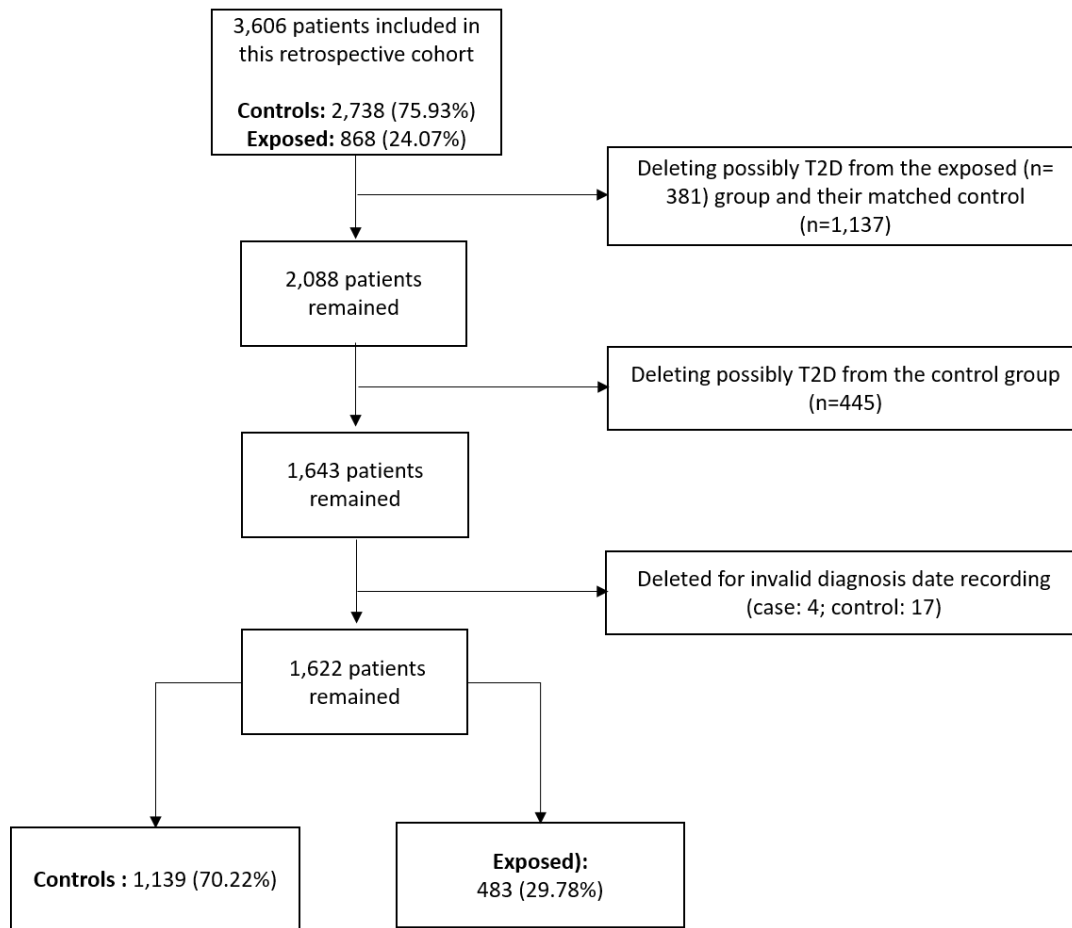 3,606 patients included in
this retrospective cohort
Controls: 2,738 (75.93%)
Exposed: 868 (24.07%)
Deleting possibly T2D from the exposed (n=
381) group and their matched control
(n=1,137)
2,088 patients
remained
Deleting possibly T2D from the control group
(n=445)
1,643 patients
remained
Deleted for invalid diagnosis date recording
(case: 4; control: 17)
1,622 patients
remained
Controls : 1,139 (70.22%)
Exposed):
483 (29.78%)